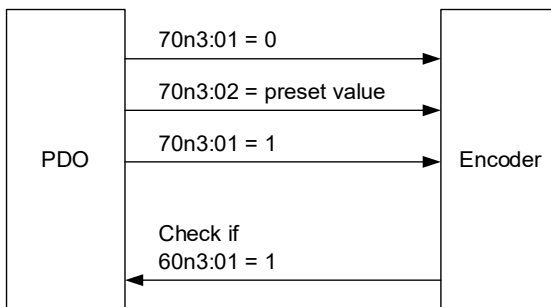 70n3:01 = 0
70n3:02 = preset value
70n3:01 = 1
PDO
Encoder
Check if
60n3:01 = 1